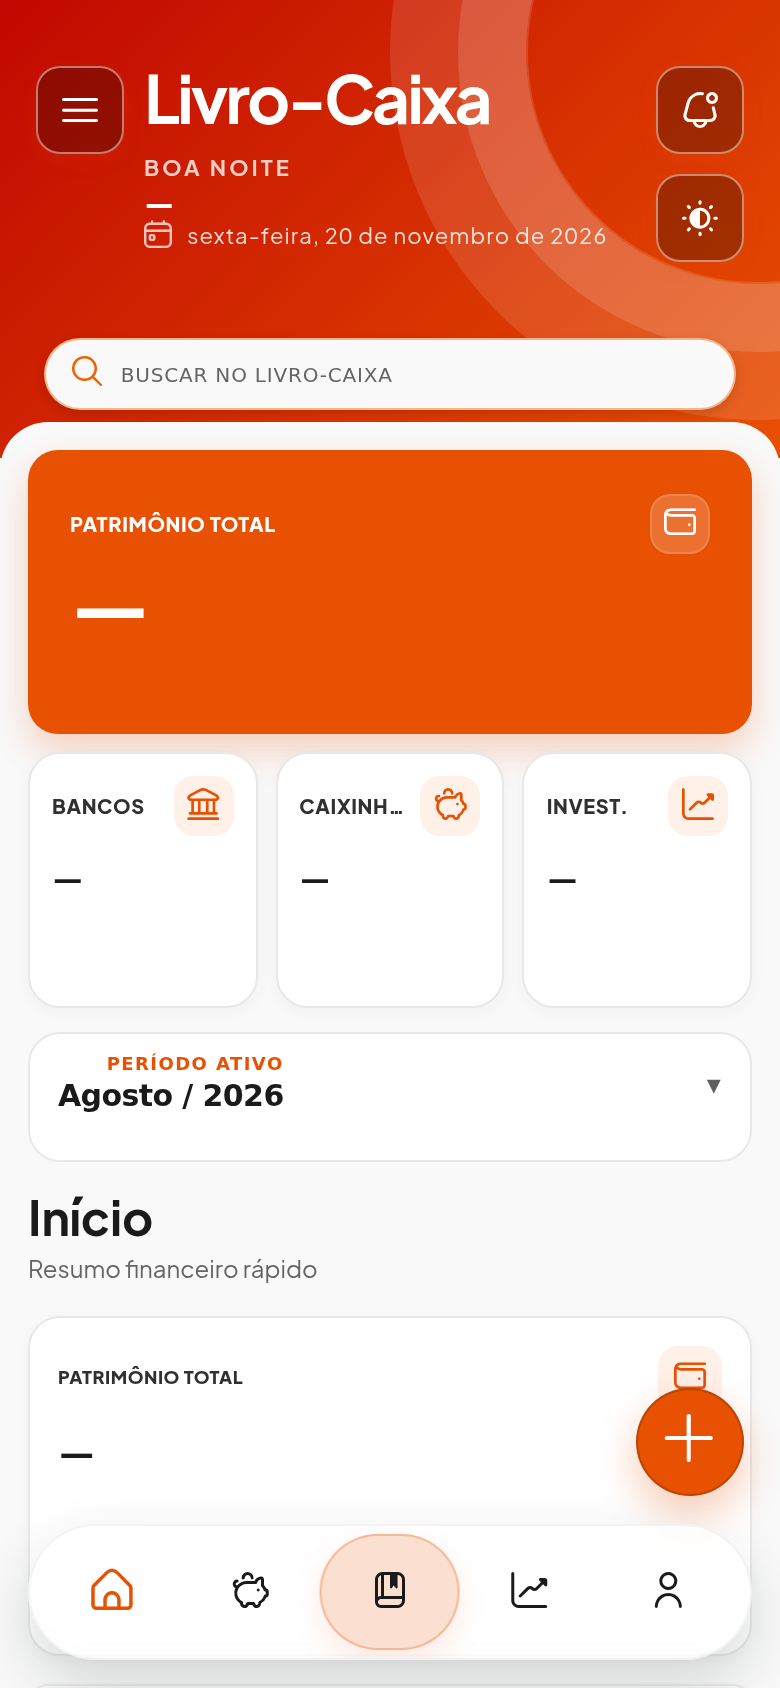 Livro-Caixa
BOA NOITE
—
sexta-feira, 20 de novembro de 2026
BUSCAR NO LIVRO-CAIXA
PATRIMÔNIO TOTAL
—
BANCOS
—
CAIXINH…
—
INVEST.
—
PERÍODO ATIVO
Agosto / 2026
▼
Início
Resumo financeiro rápido
PATRIMÔNIO TOTAL
—